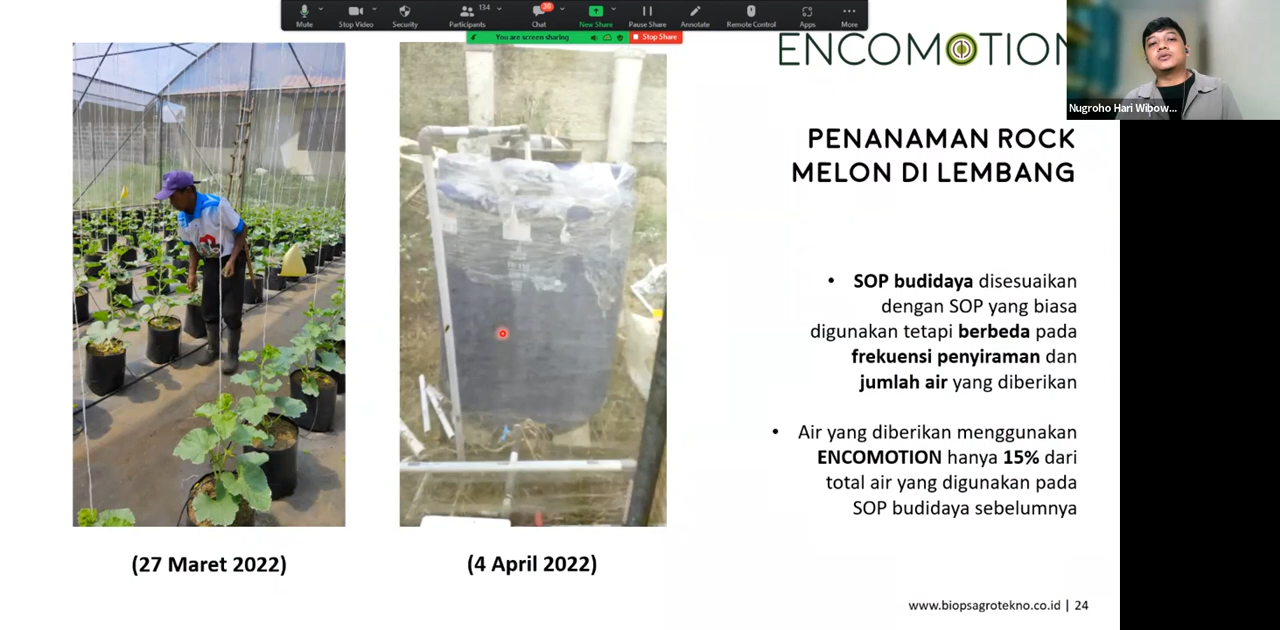 Mute
Stop Video
Security
134
Participants
30
Chat
New Share
Pause Share
Annotate
Remote Control
Apps
More
You are screen sharing
Stop Share
ENCOMOTION
Nugroho Hari Wibow...
PENANAMAN ROCK
MELON DI LEMBANG
• SOP budidaya disesuaikan
dengan SOP yang biasa
digunakan tetapi berbeda pada
frekuensi penyiraman dan
jumlah air yang diberikan
• Air yang diberikan menggunakan
ENCOMOTION hanya 15% dari
total air yang digunakan pada
SOP budidaya sebelumnya
(27 Maret 2022)
(4 April 2022)
www.biopsagrotekno.co.id | 24